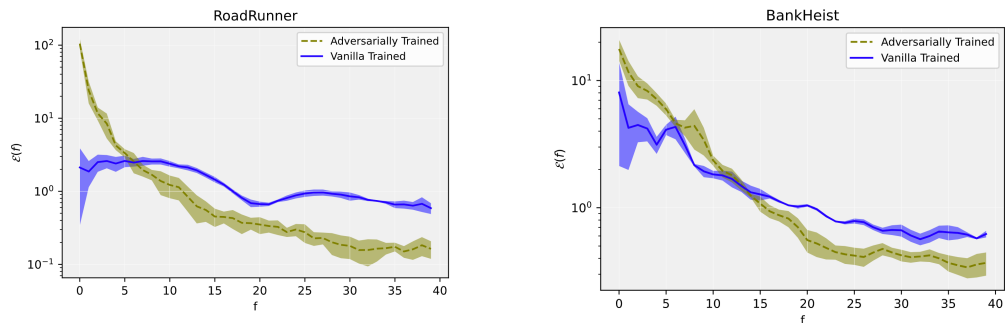 RoadRunner
Adversarially Trained
Vanilla Trained
10²
10¹
10⁰
10⁻¹
ℰ(f)
0 5 10 15 20 25 30 35 40
f
BankHeist
Adversarially Trained
Vanilla Trained
10¹
10⁰
ℰ(f)
0 5 10 15 20 25 30 35 40
f